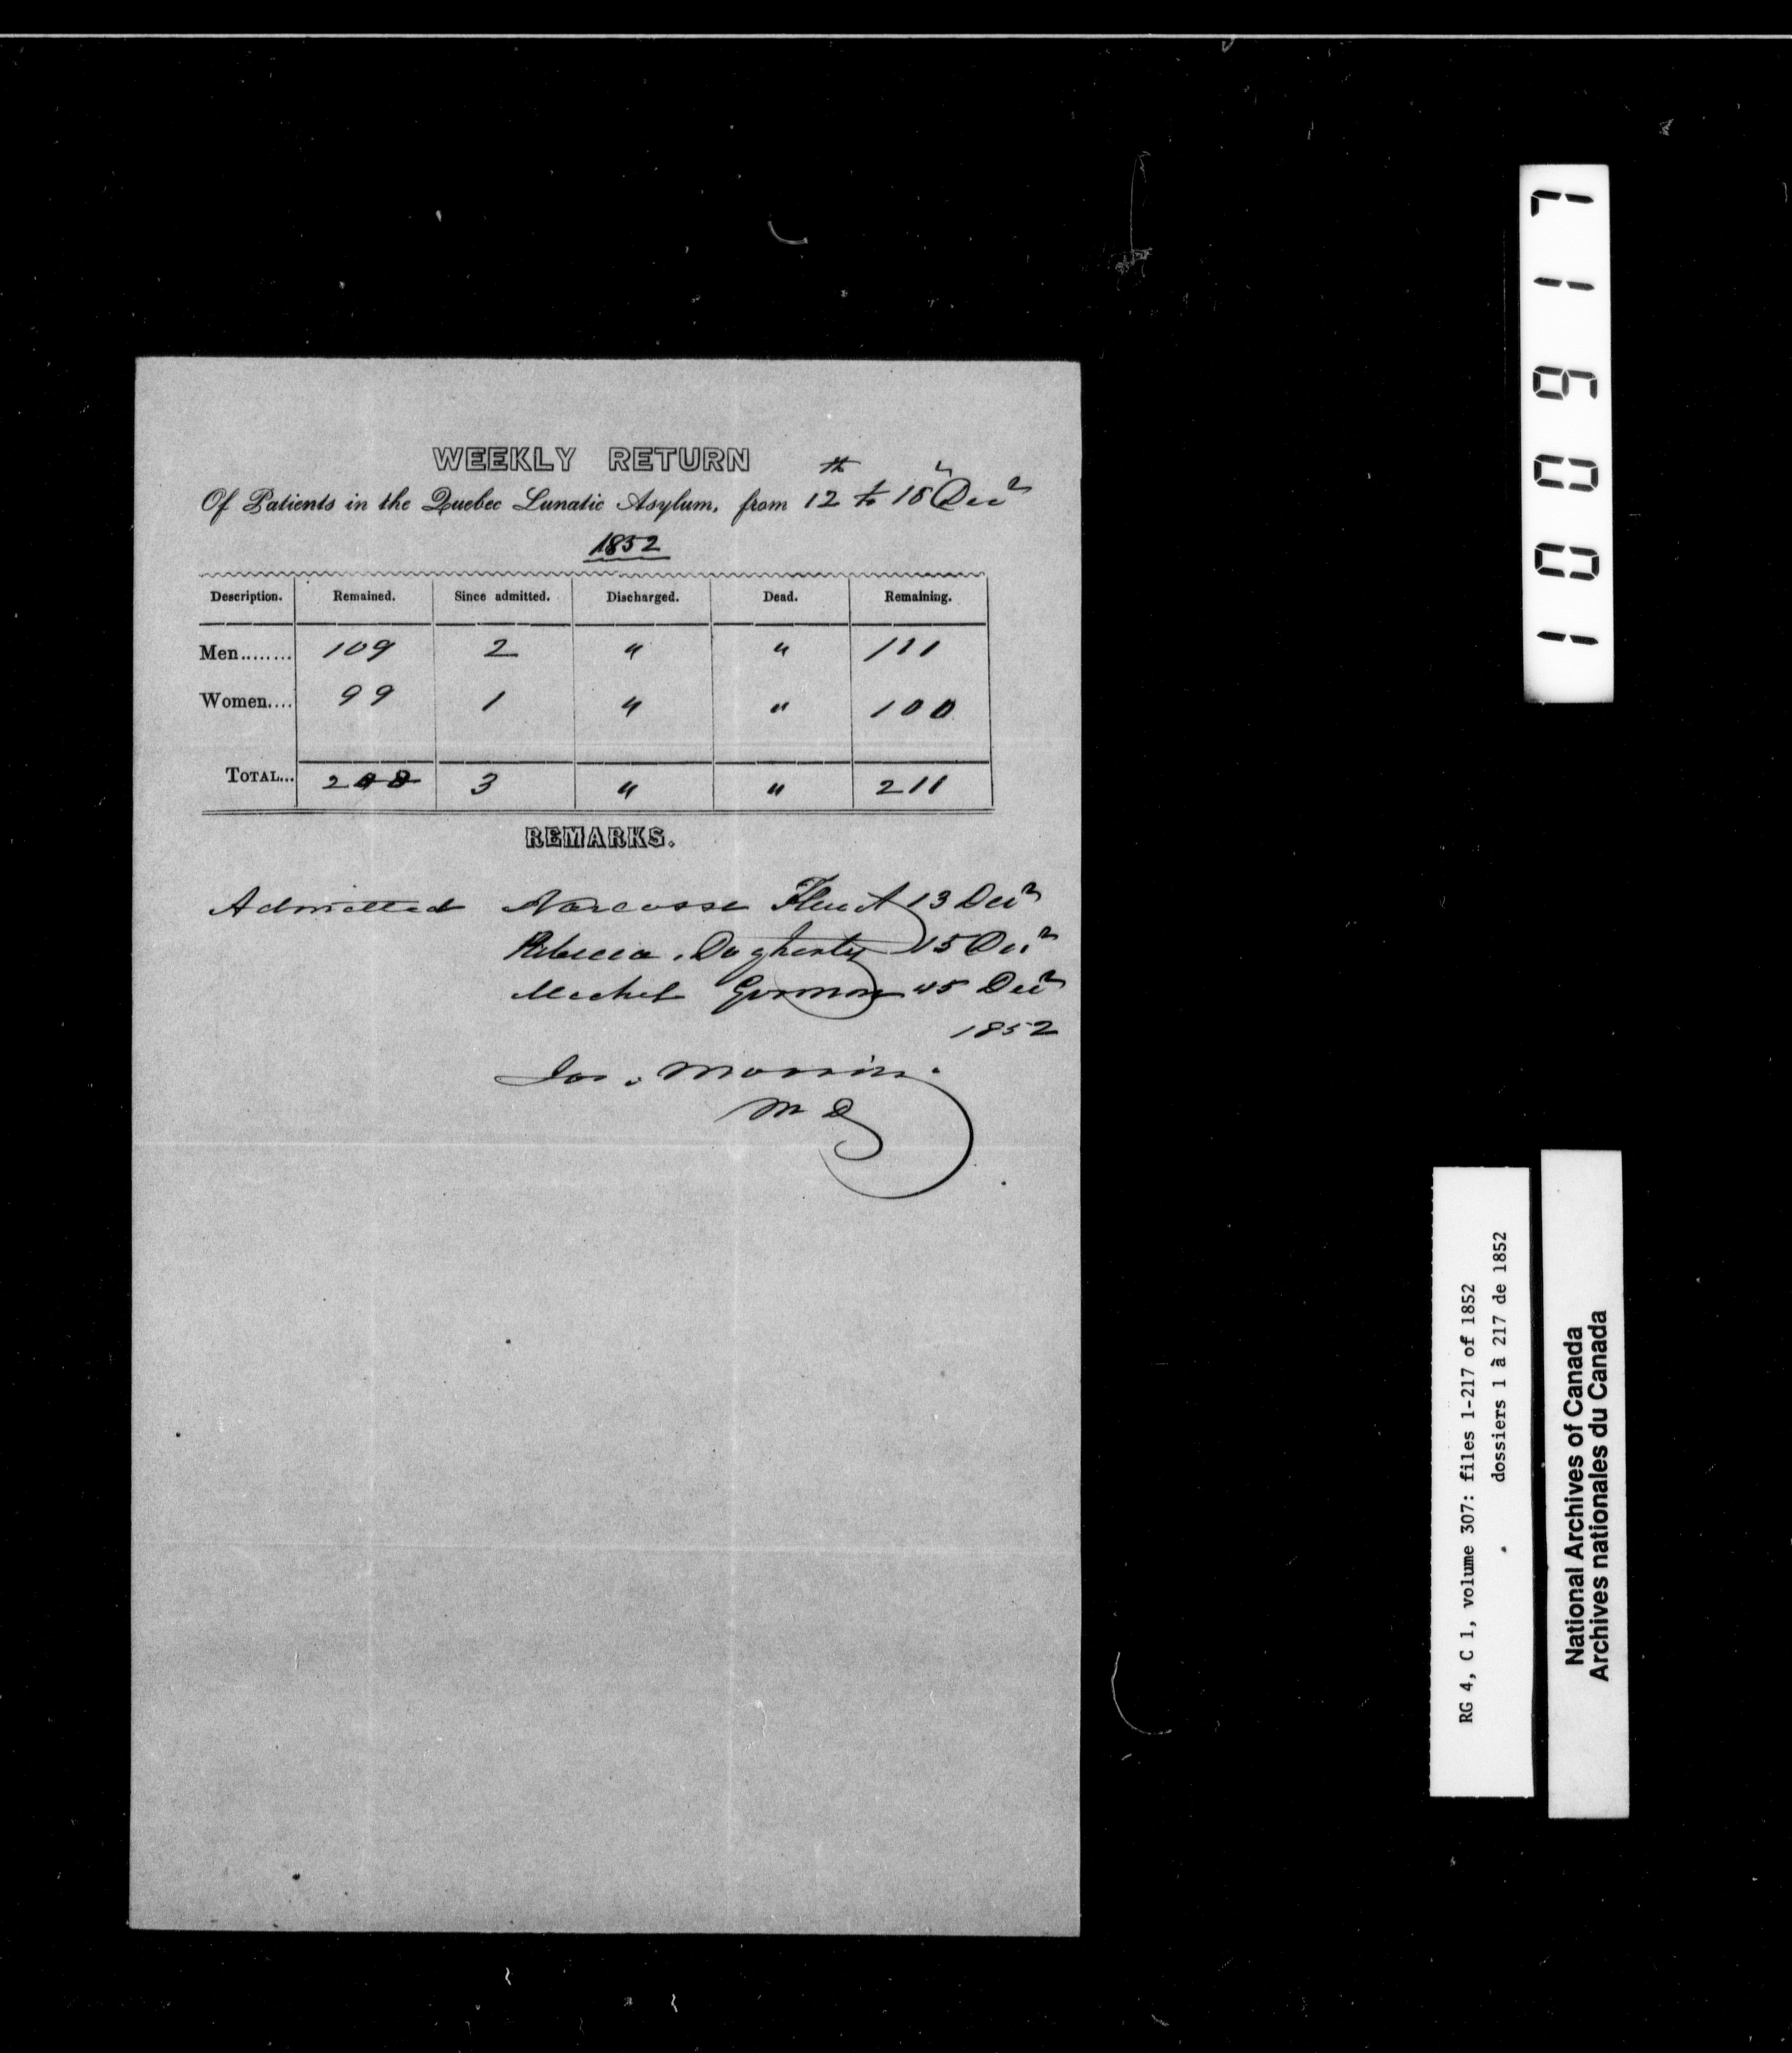 WEEKLY RETURN
Of Patients in the Quebec Lunatic Asylum, from 12th to 18" Decr
1852
Description. Remained. Since admitted. Discharged. Dead. Remaining.
Men........ 109 2 " " 111
Women.... 99 1 " " 100
TOTAL... 208 3 " " 211
REMARKS.
Admitted Narcisse 13 Decr
Rebecca Dogherty 15 Decr
Michel 15 Decr
1852
Jos. Morrin.
M D
100917
RG 4, C 1, volume 307: files 1-217 of 1852
dossiers 1 à 217 de 1852
National Archives of Canada
Archives nationales du Canada